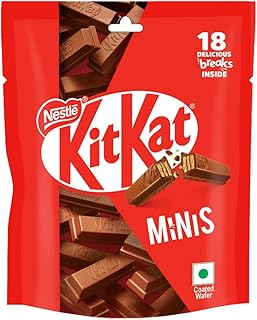 18
DELICIOUS
breaks
INSIDE
Nestlé
KitKat
MiNiS
Coated
Wafer